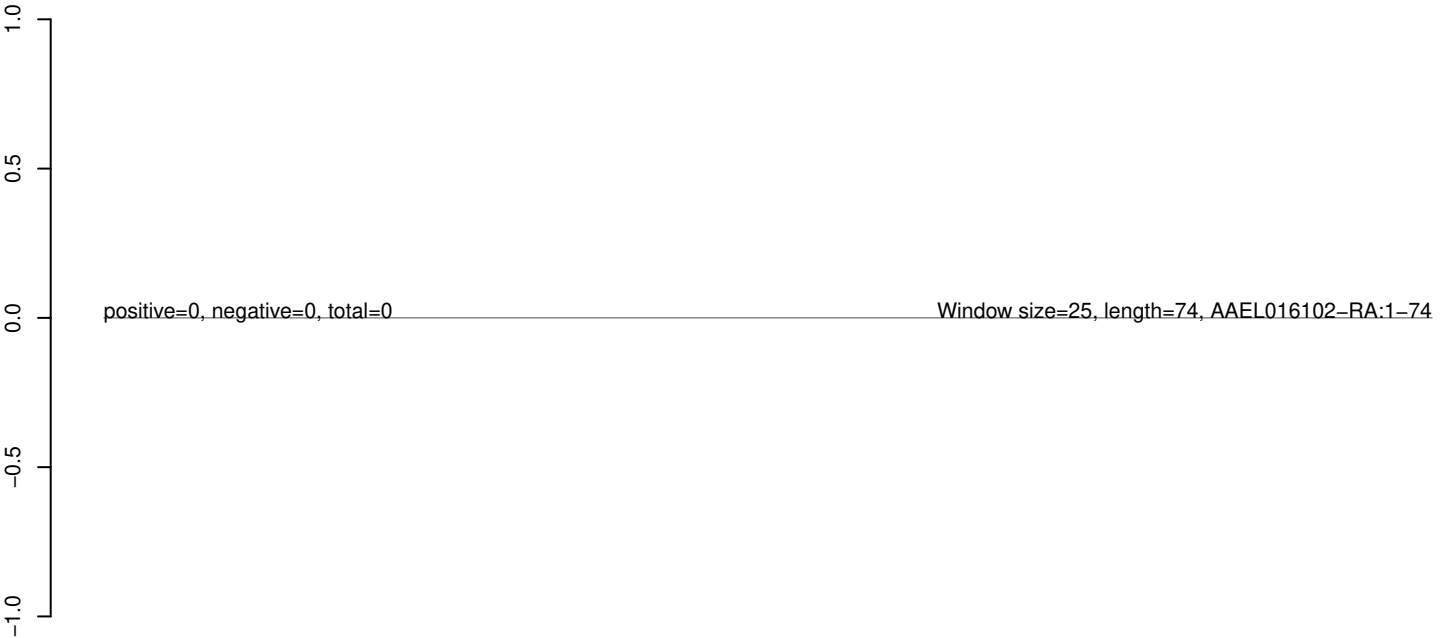 1.0
0.5
0.0
−0.5
−1.0
positive=0, negative=0, total=0
Window size=25, length=74, AAEL016102−RA:1−74